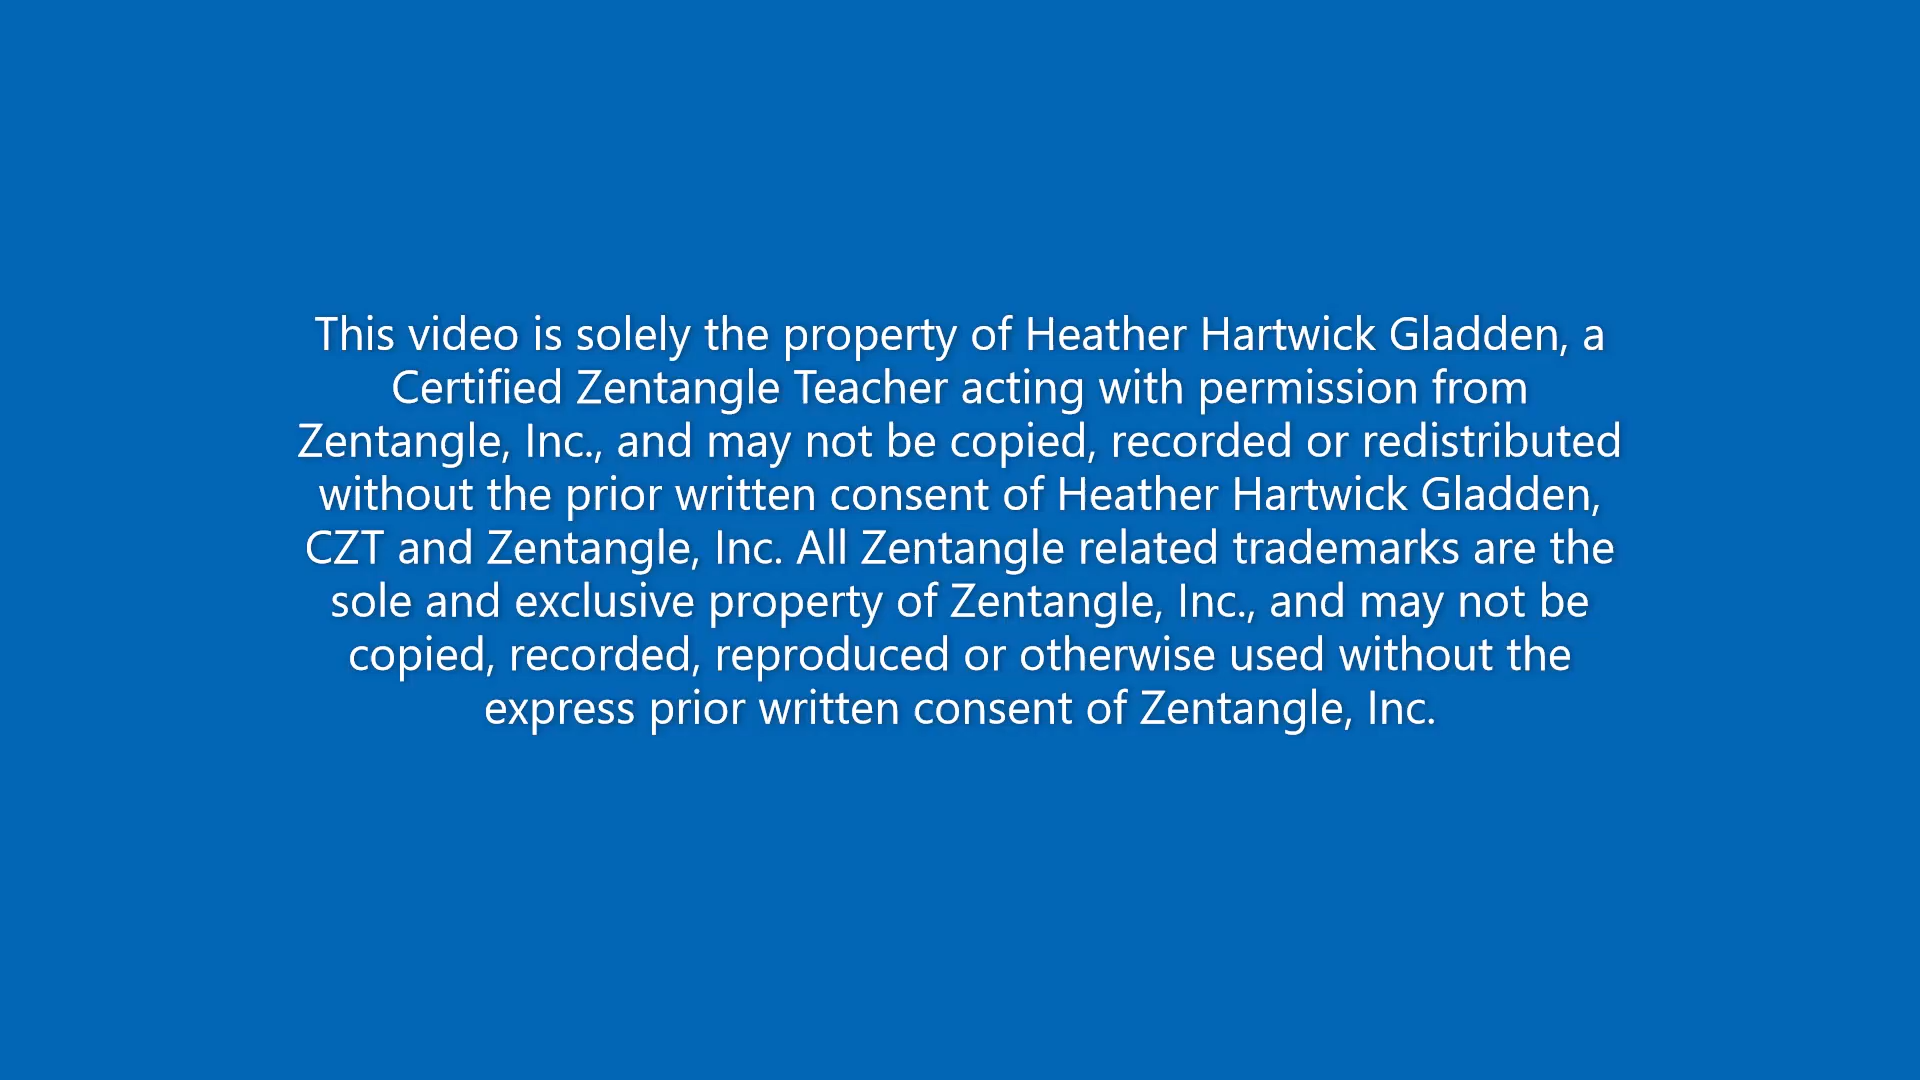 This video is solely the property of Heather Hartwick Gladden, a
Certified Zentangle Teacher acting with permission from
Zentangle, Inc., and may not be copied, recorded or redistributed
without the prior written consent of Heather Hartwick Gladden,
CZT and Zentangle, Inc. All Zentangle related trademarks are the
sole and exclusive property of Zentangle, Inc., and may not be
copied, recorded, reproduced or otherwise used without the
express prior written consent of Zentangle, Inc.